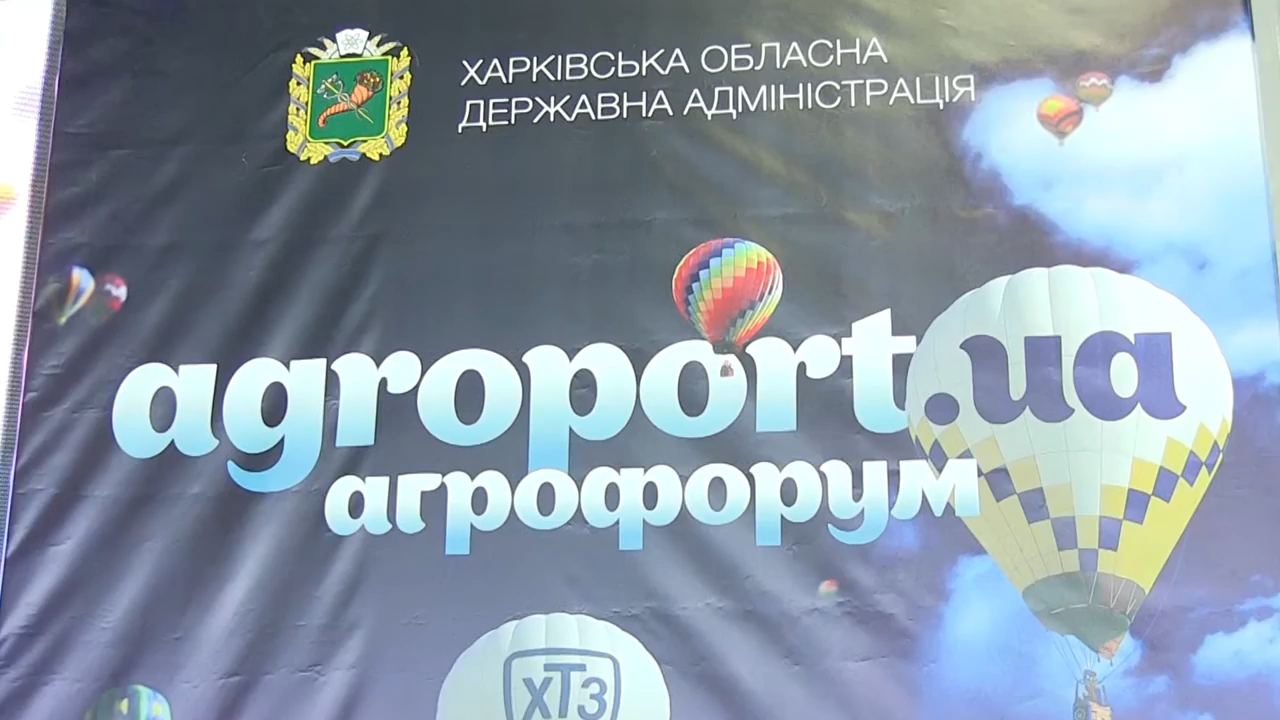 ХАРКІВСЬКА ОБЛАСНА
ДЕРЖАВНА АДМІНІСТРАЦІЯ
agroport.ua
агрофорум
ХТЗ